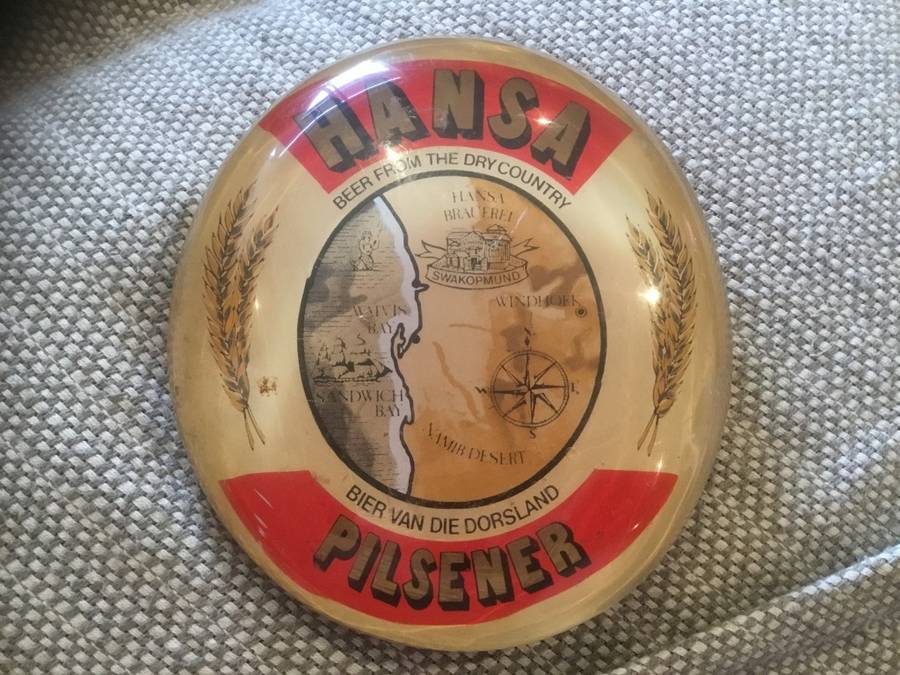 HANSA
BEER FROM THE DRY COUNTRY
HANSA
BRAUEREI
SWAKOPMUND
WINDHOEK
WALVIS
BAY
N
W
E
S
SANDWICH
BAY
NAMIB DESERT
BIER VAN DIE DORSLAND
PILSENER